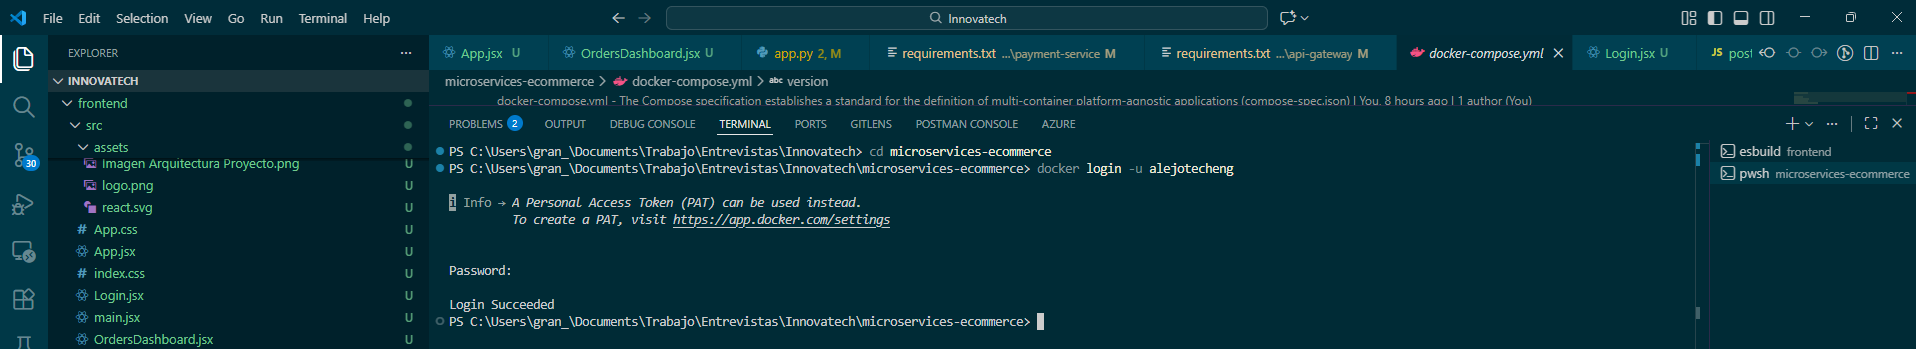 File Edit Selection View Go Run Terminal Help
Innovatech
EXPLORER
INNOVATECH
frontend
src
assets
Imagen Arquitectura Proyecto.png U
logo.png U
react.svg U
# App.css U
App.jsx U
# index.css U
Login.jsx U
main.jsx U
OrdersDashboard.jsx U
30
App.jsx U OrdersDashboard.jsx U app.py 2, M requirements.txt ...\payment-service M requirements.txt ...\api-gateway M docker-compose.yml Login.jsx U JS post
microservices-ecommerce > docker-compose.yml > abc version
docker-compose.yml - The Compose specification establishes a standard for the definition of multi-container platform-agnostic applications (compose-spec.json) | You, 8 hours ago | 1 author (You)
PROBLEMS 2 OUTPUT DEBUG CONSOLE TERMINAL PORTS GITLENS POSTMAN CONSOLE AZURE
PS C:\Users\gran_\Documents\Trabajo\Entrevistas\Innovatech> cd microservices-ecommerce
PS C:\Users\gran_\Documents\Trabajo\Entrevistas\Innovatech\microservices-ecommerce> docker login -u alejotecheng
i Info → A Personal Access Token (PAT) can be used instead.
To create a PAT, visit https://app.docker.com/settings
Password:
Login Succeeded
PS C:\Users\gran_\Documents\Trabajo\Entrevistas\Innovatech\microservices-ecommerce>
esbuild frontend
pwsh microservices-ecommerce